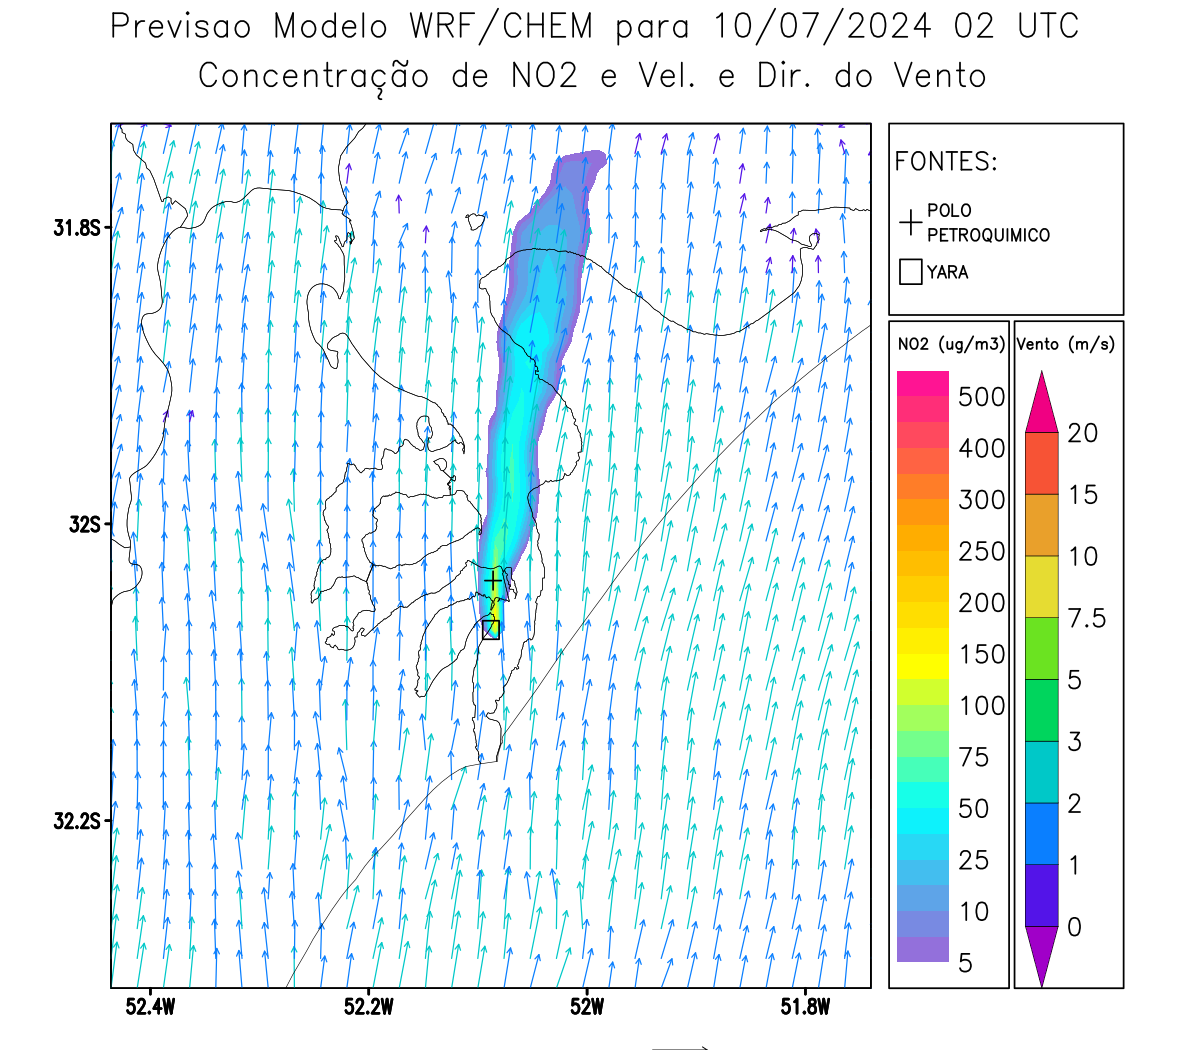 Previsao Modelo WRF/CHEM para 10/07/2024 02 UTC
Concentração de NO2 e Vel. e Dir. do Vento
FONTES:
POLO
PETROQUIMICO
YARA
NO2 (ug/m3)
500
400
300
250
200
150
100
75
50
25
10
5
Vento (m/s)
20
15
10
7.5
5
3
2
1
0
31.8S
32S
32.2S
52.4W
52.2W
52W
51.8W